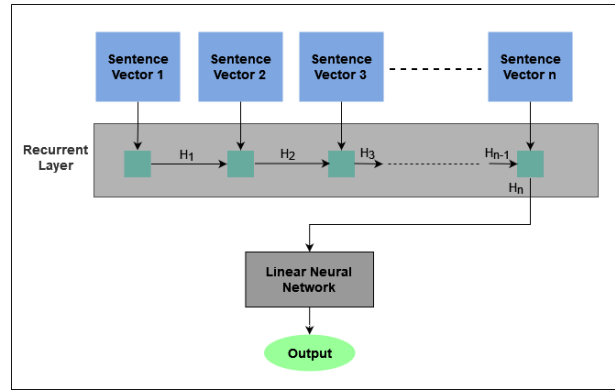 Sentence
Vector 1
Sentence
Vector 2
Sentence
Vector 3
Sentence
Vector n
Recurrent
Layer
H1
H2
H3
Hn-1
Hn
Linear Neural
Network
Output